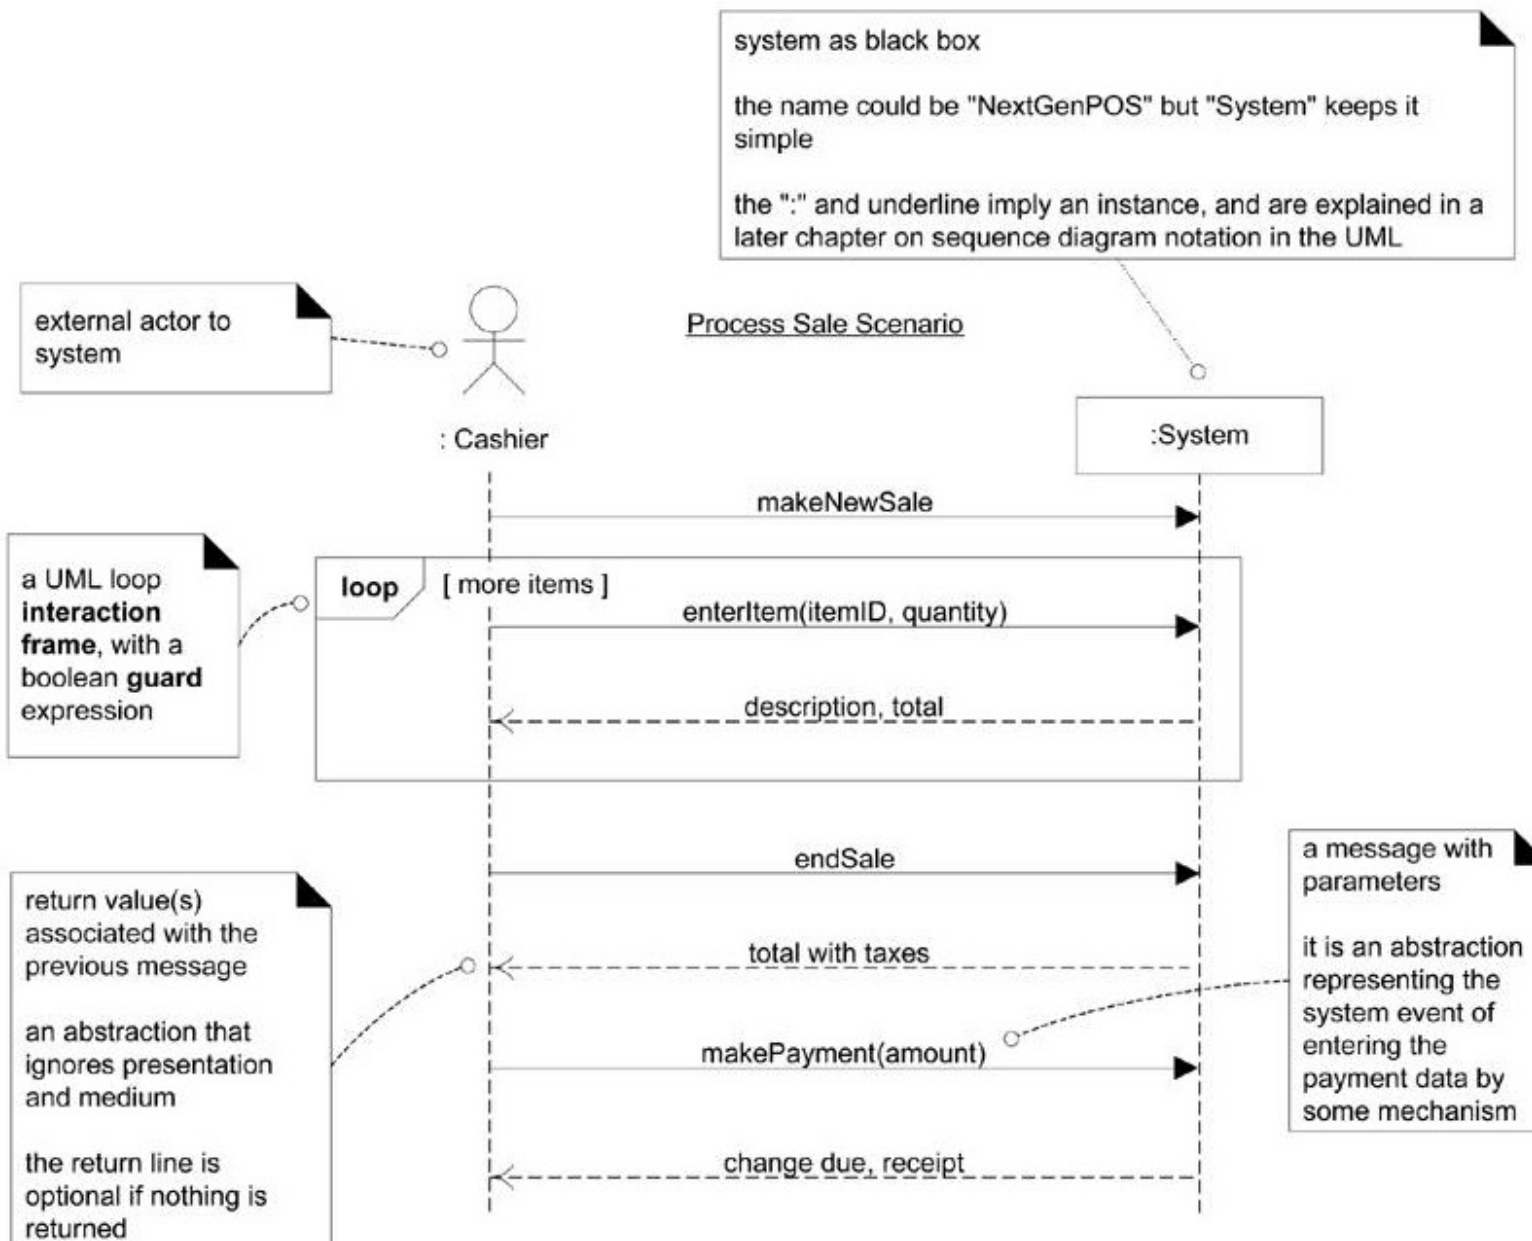 system as black box
the name could be "NextGenPOS" but "System" keeps it
simple
the ":" and underline imply an instance, and are explained in a
later chapter on sequence diagram notation in the UML
external actor to
system
Process Sale Scenario
: Cashier
:System
makeNewSale
a UML loop
interaction
frame, with a
boolean guard
expression
loop
[ more items ]
enterItem(itemID, quantity)
description, total
endSale
return value(s)
associated with the
previous message
an abstraction that
ignores presentation
and medium
the return line is
optional if nothing is
returned
total with taxes
a message with
parameters
it is an abstraction
representing the
system event of
entering the
payment data by
some mechanism
makePayment(amount)
change due, receipt